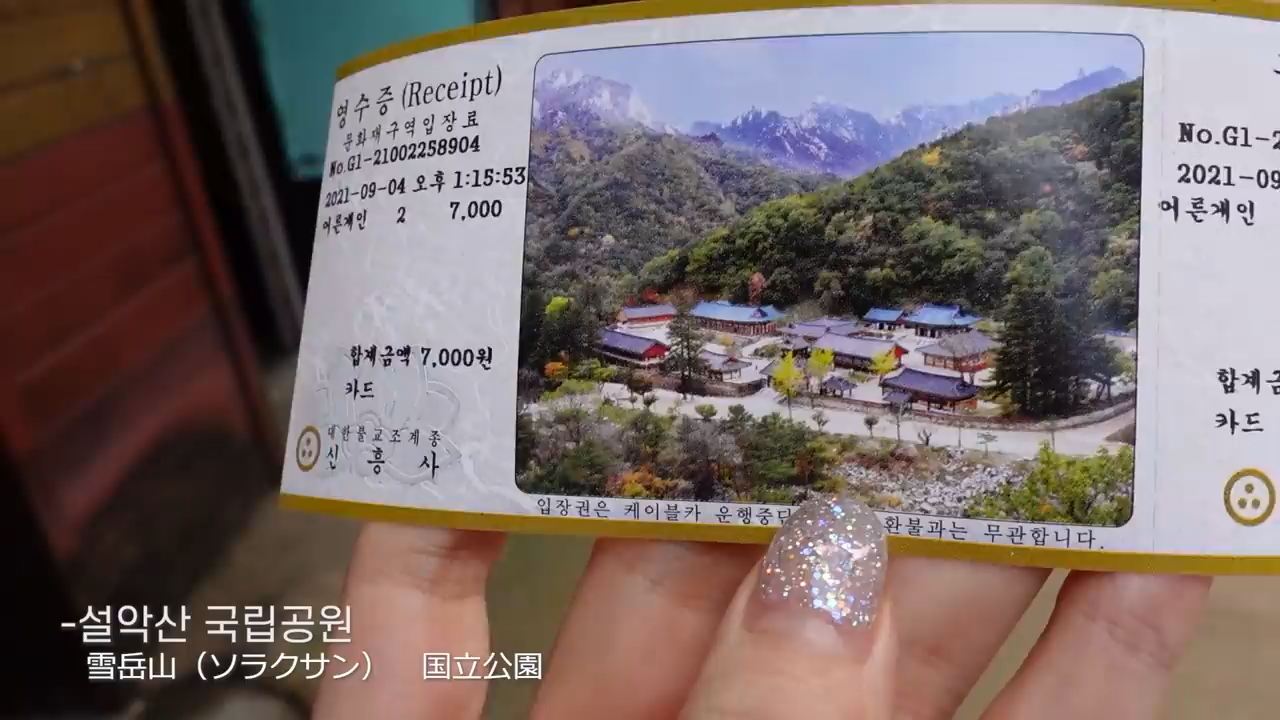 영수증 (Receipt)
문화재구역입장료
No.G1-21002258904
2021-09-04 오후 1:15:53
어른개인 2 7,000
합계금액 7,000원
카드
대한불교조계종
신흥사
입장권은 케이블카 운행중단 환불과는 무관합니다.
No.G1-2
2021-09
어른개인
합계금
카드
-설악산 국립공원
雪岳山（ソラクサン） 国立公園